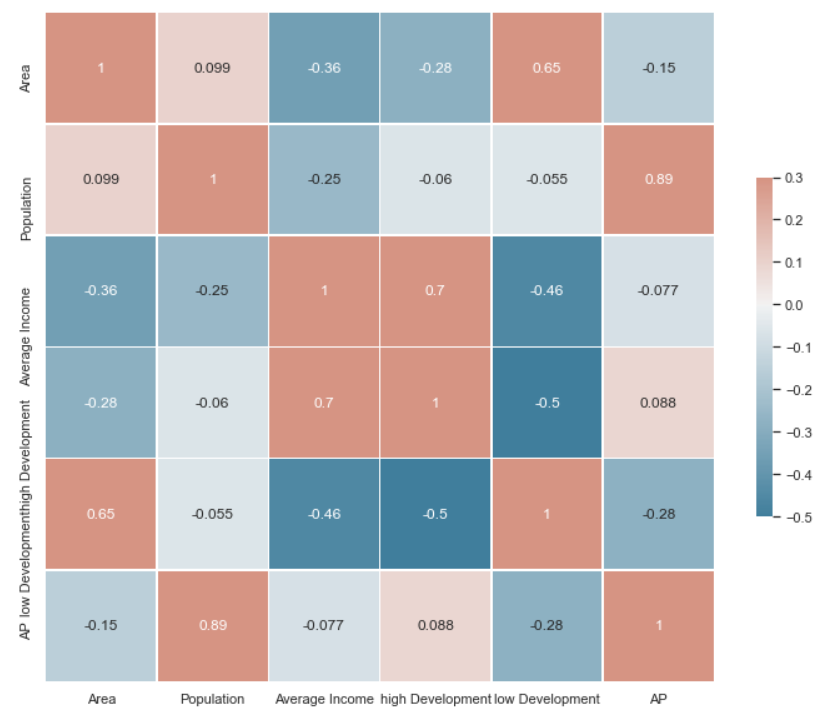 Area 1 0.099 -0.36 -0.28 0.65 -0.15
Population 0.099 1 -0.25 -0.06 -0.055 0.89
Average Income -0.36 -0.25 1 0.7 -0.46 -0.077
high Development -0.28 -0.06 0.7 1 -0.5 0.088
low Development 0.65 -0.055 -0.46 -0.5 1 -0.28
AP -0.15 0.89 -0.077 0.088 -0.28 1
Area Population Average Income high Development low Development AP
0.3
0.2
0.1
0.0
−0.1
−0.2
−0.3
−0.4
−0.5